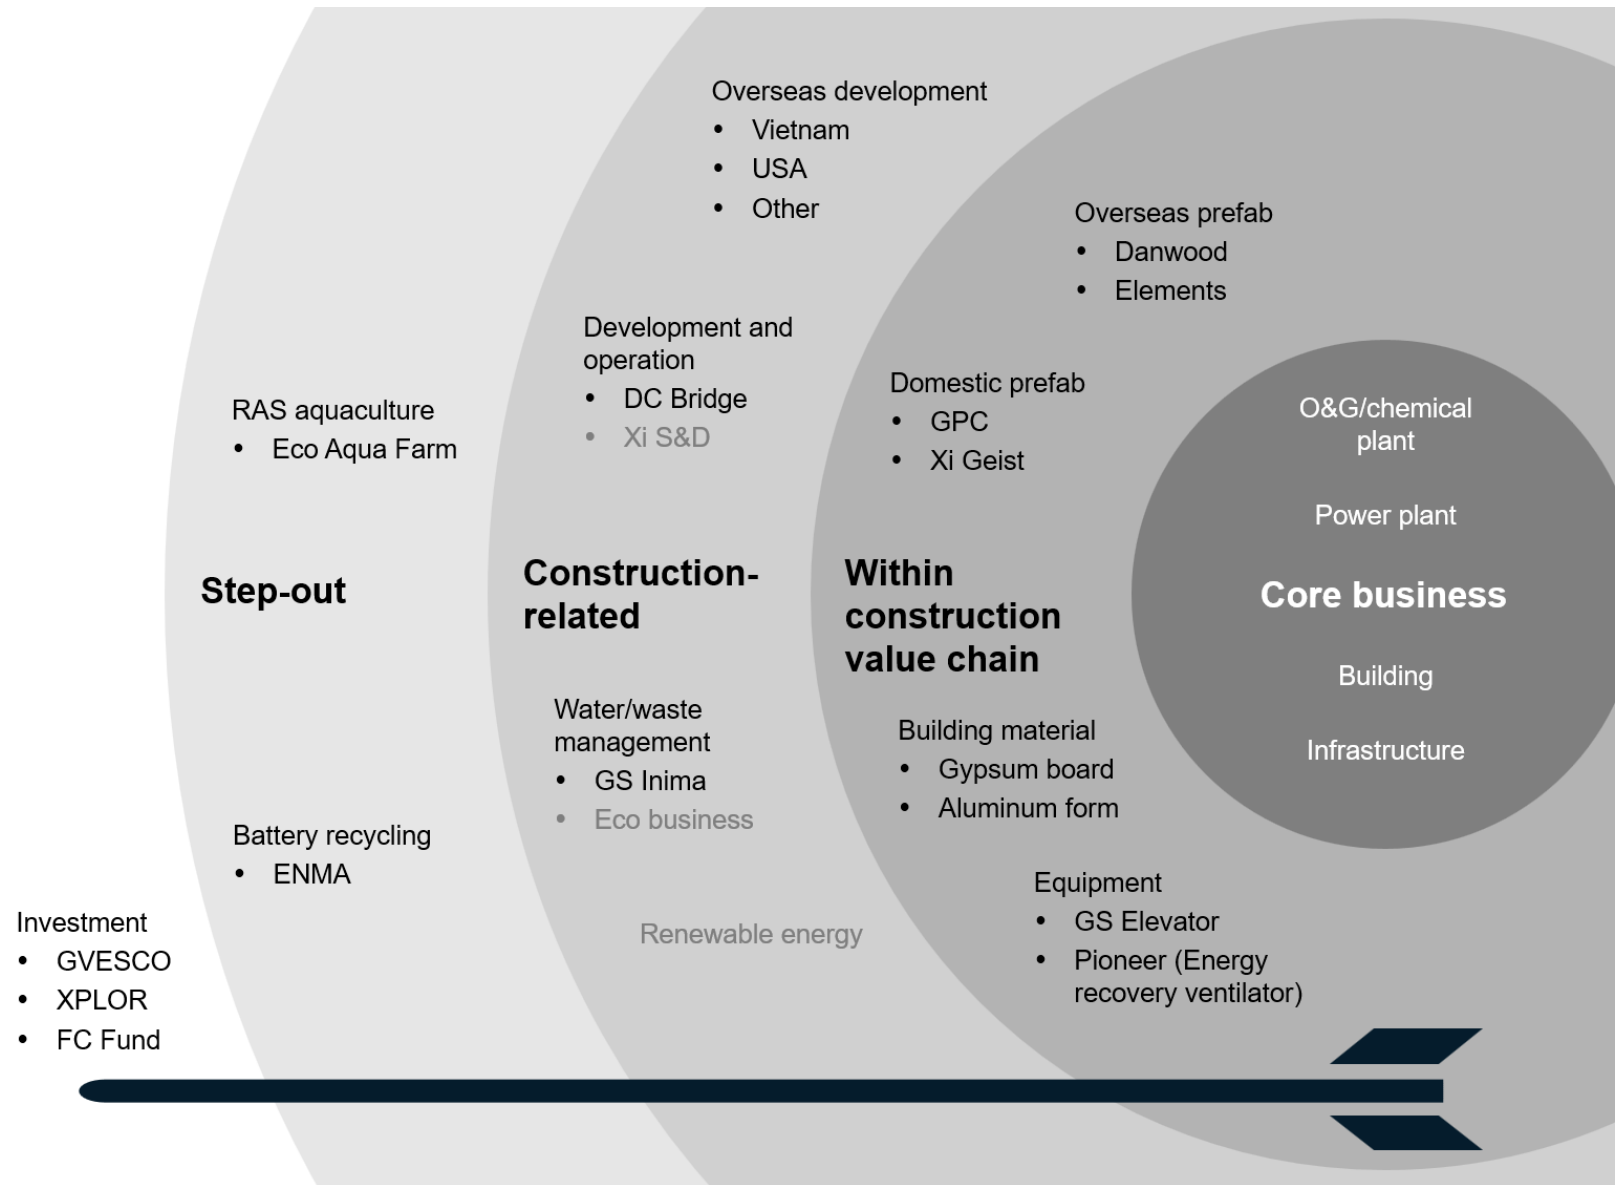 Overseas development
• Vietnam
• USA
• Other
Overseas prefab
• Danwood
• Elements
Development and
operation
• DC Bridge
• Xi S&D
Domestic prefab
• GPC
• Xi Geist
O&G/chemical
plant
Power plant
Core business
Building
Infrastructure
RAS aquaculture
• Eco Aqua Farm
Step-out
Construction-
related
Within
construction
value chain
Water/waste
management
• GS Inima
• Eco business
Building material
• Gypsum board
• Aluminum form
Battery recycling
• ENMA
Equipment
• GS Elevator
• Pioneer (Energy
recovery ventilator)
Renewable energy
Investment
• GVESCO
• XPLOR
• FC Fund